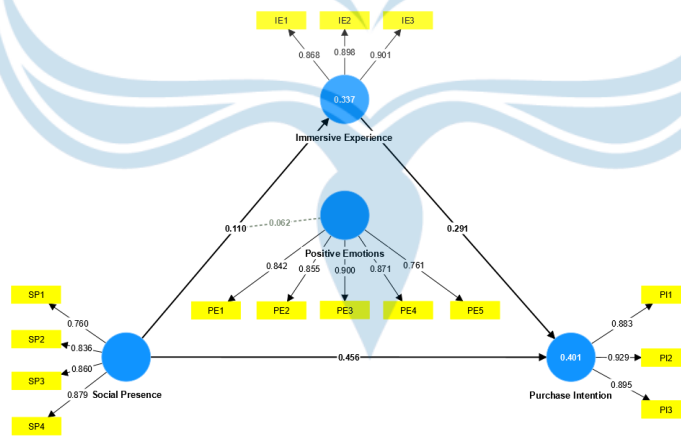 IE1 IE2 IE3
0.868 0.898 0.901
0.337
Immersive Experience
0.110 0.062 0.291
Positive Emotions
0.842 0.855 0.900 0.871 0.761
PE1 PE2 PE3 PE4 PE5
SP1
0.760
SP2
0.836
SP3
0.860
0.879
SP4
Social Presence
0.456
0.401
Purchase Intention
PI1
0.883
0.929 PI2
0.895
PI3